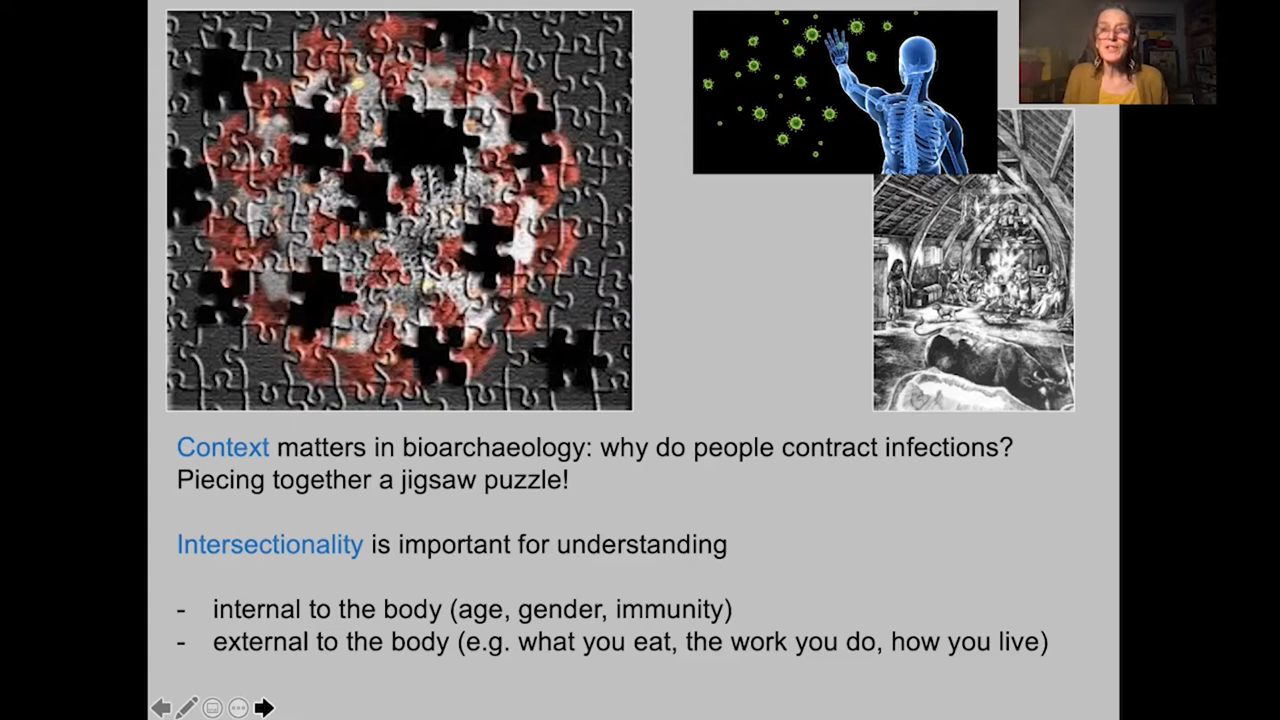 Context matters in bioarchaeology: why do people contract infections?
Piecing together a jigsaw puzzle!
Intersectionality is important for understanding
- internal to the body (age, gender, immunity)
- external to the body (e.g. what you eat, the work you do, how you live)